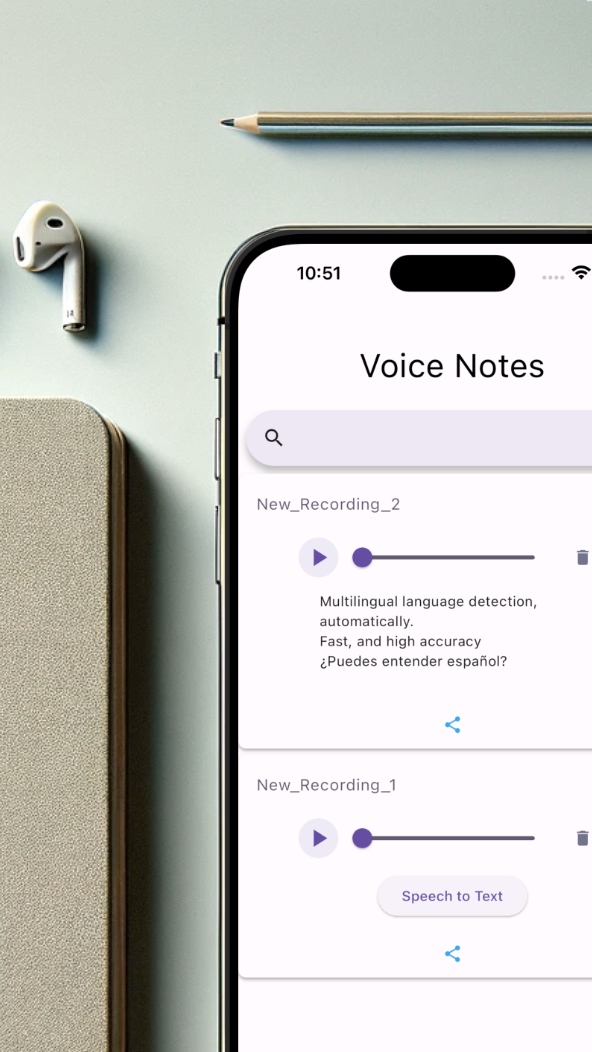 10:51
Voice Notes
New_Recording_2
Multilingual language detection,
automatically.
Fast, and high accuracy
¿Puedes entender español?
New_Recording_1
Speech to Text